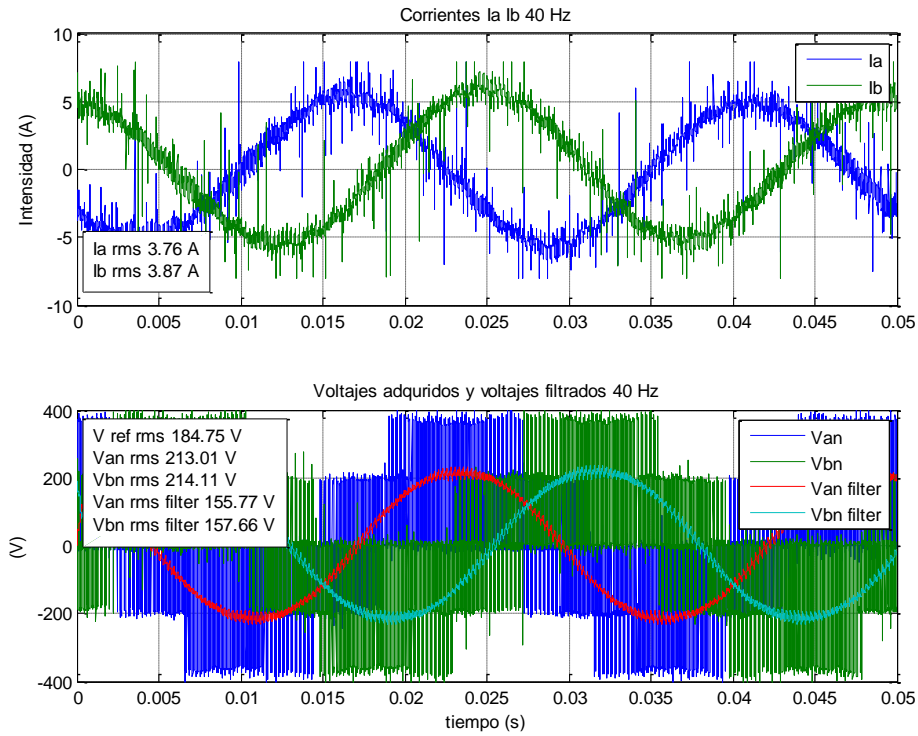 Corrientes Ia Ib 40 Hz
10
5
0
-5
-10
Intensidad (A)
Ia
Ib
Ia rms 3.76 A
Ib rms 3.87 A
0 0.005 0.01 0.015 0.02 0.025 0.03 0.035 0.04 0.045 0.05
Voltajes adquridos y voltajes filtrados 40 Hz
400
200
0
-200
-400
(V)
V ref rms 184.75 V
Van rms 213.01 V
Vbn rms 214.11 V
Van rms filter 155.77 V
Vbn rms filter 157.66 V
Van
Vbn
Van filter
Vbn filter
0 0.005 0.01 0.015 0.02 0.025 0.03 0.035 0.04 0.045 0.05
tiempo (s)